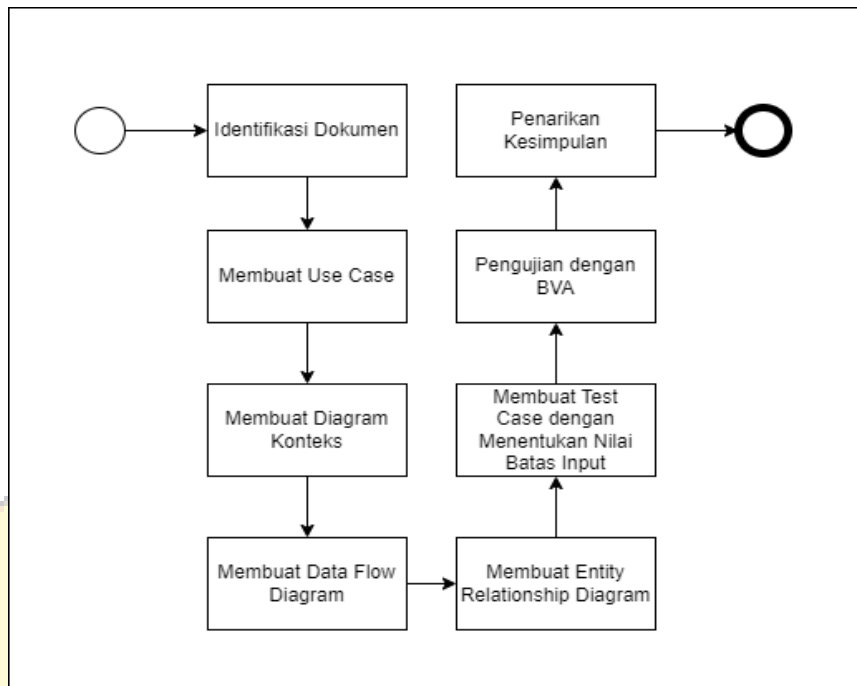 Identifikasi Dokumen
Membuat Use Case
Membuat Diagram
Konteks
Membuat Data Flow
Diagram
Membuat Entity
Relationship Diagram
Membuat Test
Case dengan
Menentukan Nilai
Batas Input
Pengujian dengan
BVA
Penarikan
Kesimpulan